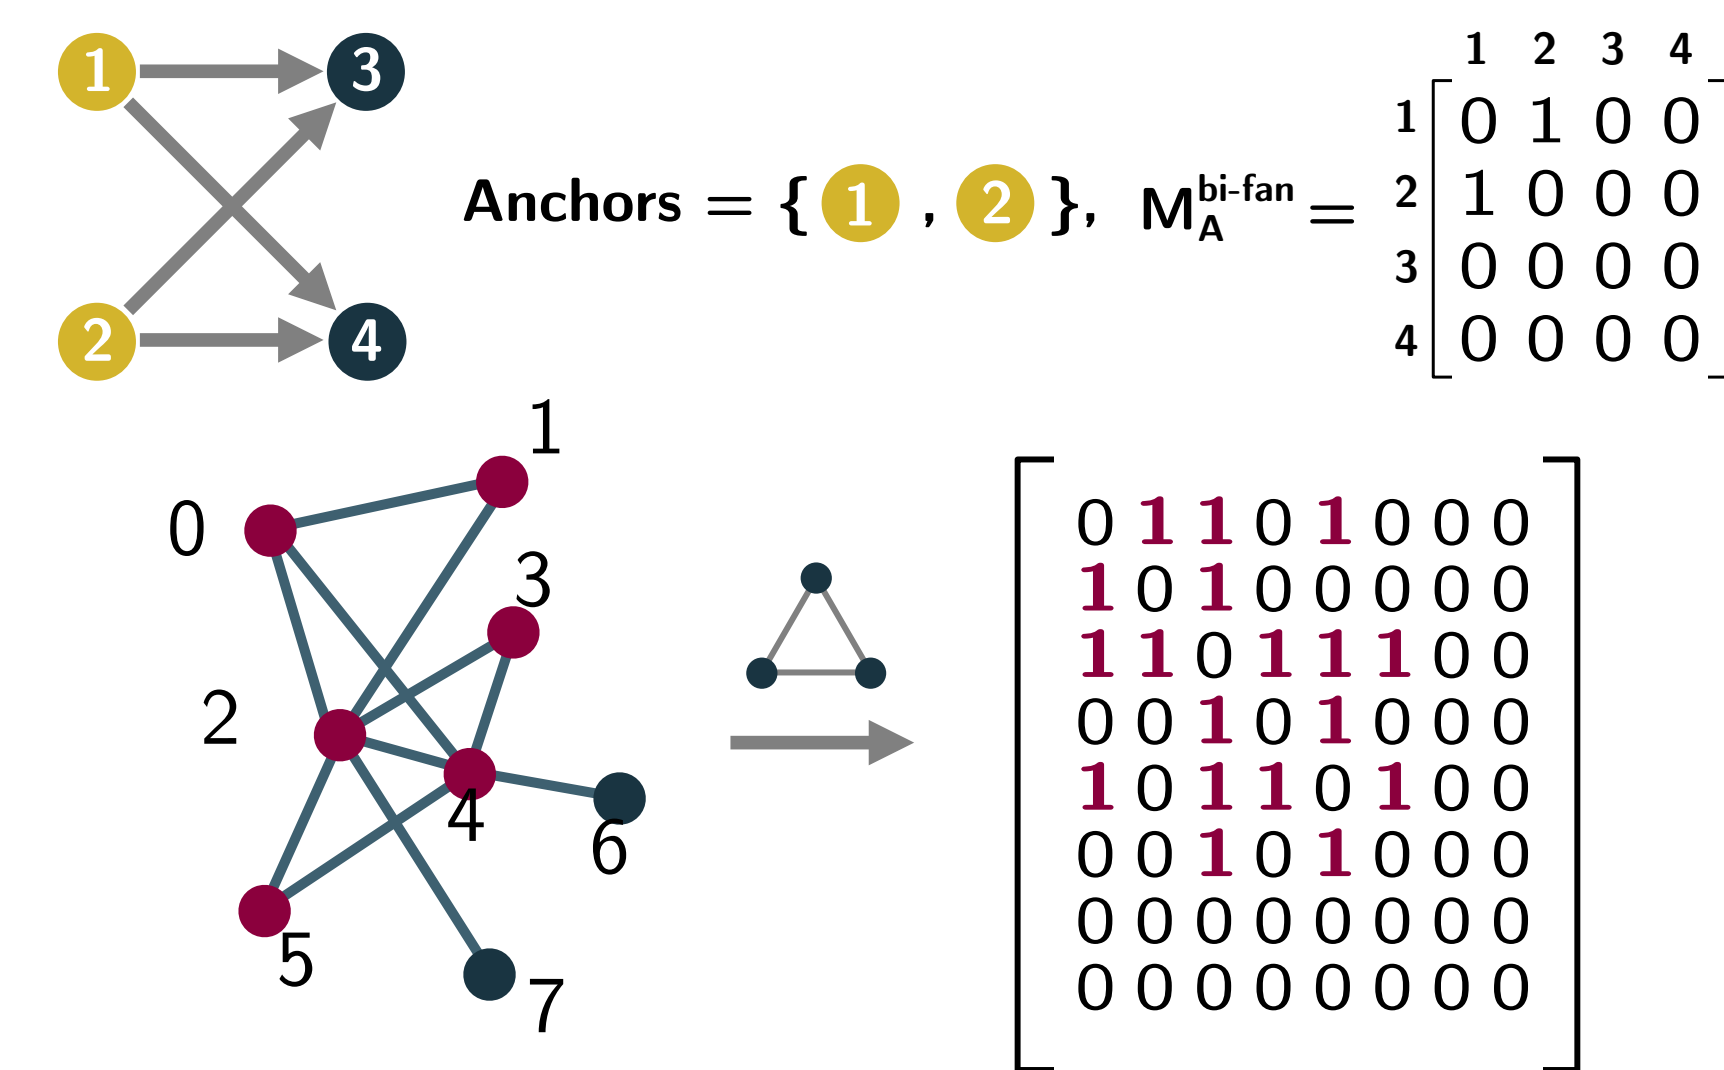 1 3
2 4
Anchors = { 1 , 2 }, M_A^bi-fan =
1 2 3 4
1 0 1 0 0
2 1 0 0 0
3 0 0 0 0
4 0 0 0 0
1
0
3
2
4
6
5
7
0 1 1 0 1 0 0 0
1 0 1 0 0 0 0 0
1 1 0 1 1 1 0 0
0 0 1 0 1 0 0 0
1 0 1 1 0 1 0 0
0 0 1 0 1 0 0 0
0 0 0 0 0 0 0 0
0 0 0 0 0 0 0 0